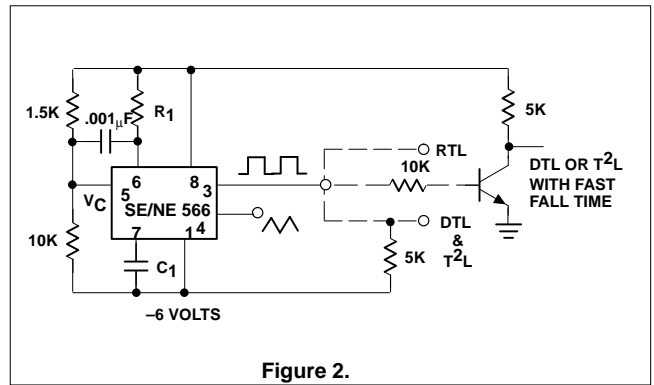 1.5K
.001μF
R1
5K
RTL
10K
DTL OR T2L
WITH FAST
FALL TIME
VC
5
6
8
3
SE/NE 566
7
1
4
10K
C1
DTL
&
T2L
5K
–6 VOLTS
Figure 2.